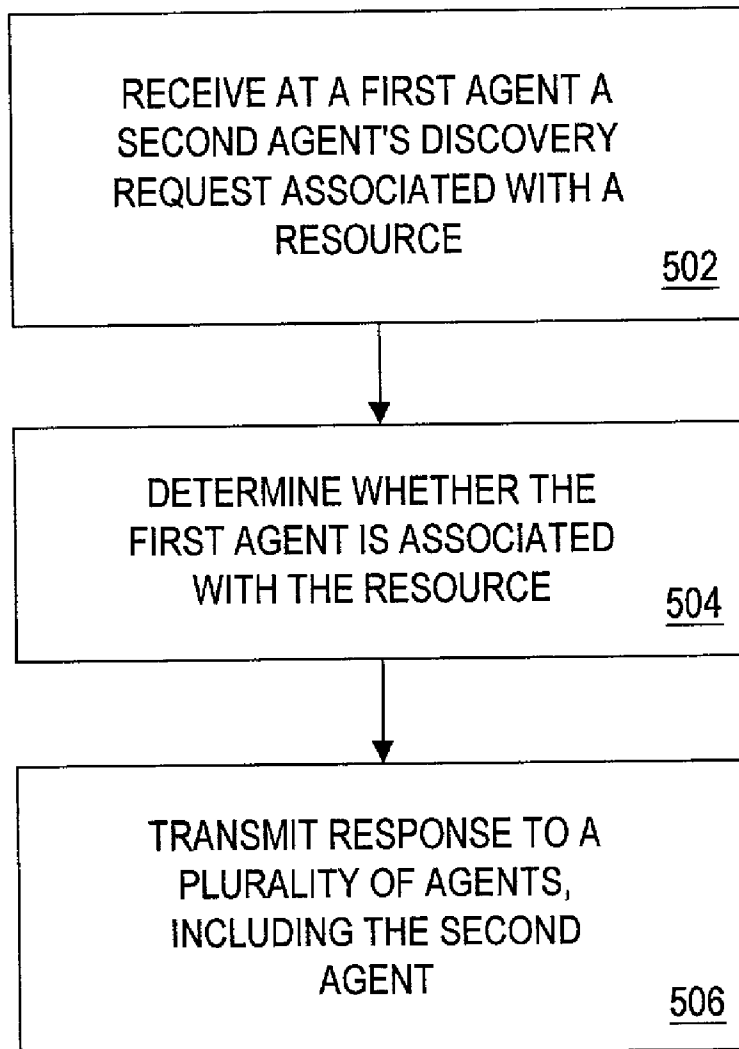 RECEIVE AT A FIRST AGENT A
SECOND AGENT'S DISCOVERY
REQUEST ASSOCIATED WITH A
RESOURCE
502
DETERMINE WHETHER THE
FIRST AGENT IS ASSOCIATED
WITH THE RESOURCE
504
TRANSMIT RESPONSE TO A
PLURALITY OF AGENTS,
INCLUDING THE SECOND
AGENT
506